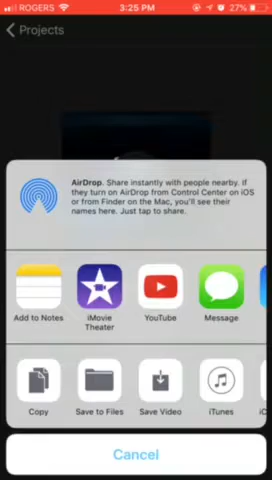 ROGERS 3:25 PM 27%
Projects
AirDrop. Share instantly with people nearby. If
they turn on AirDrop from Control Center on iOS
or from Finder on the Mac, you'll see their
names here. Just tap to share.
Add to Notes iMovie Theater YouTube Message
Copy Save to Files Save Video iTunes
Cancel